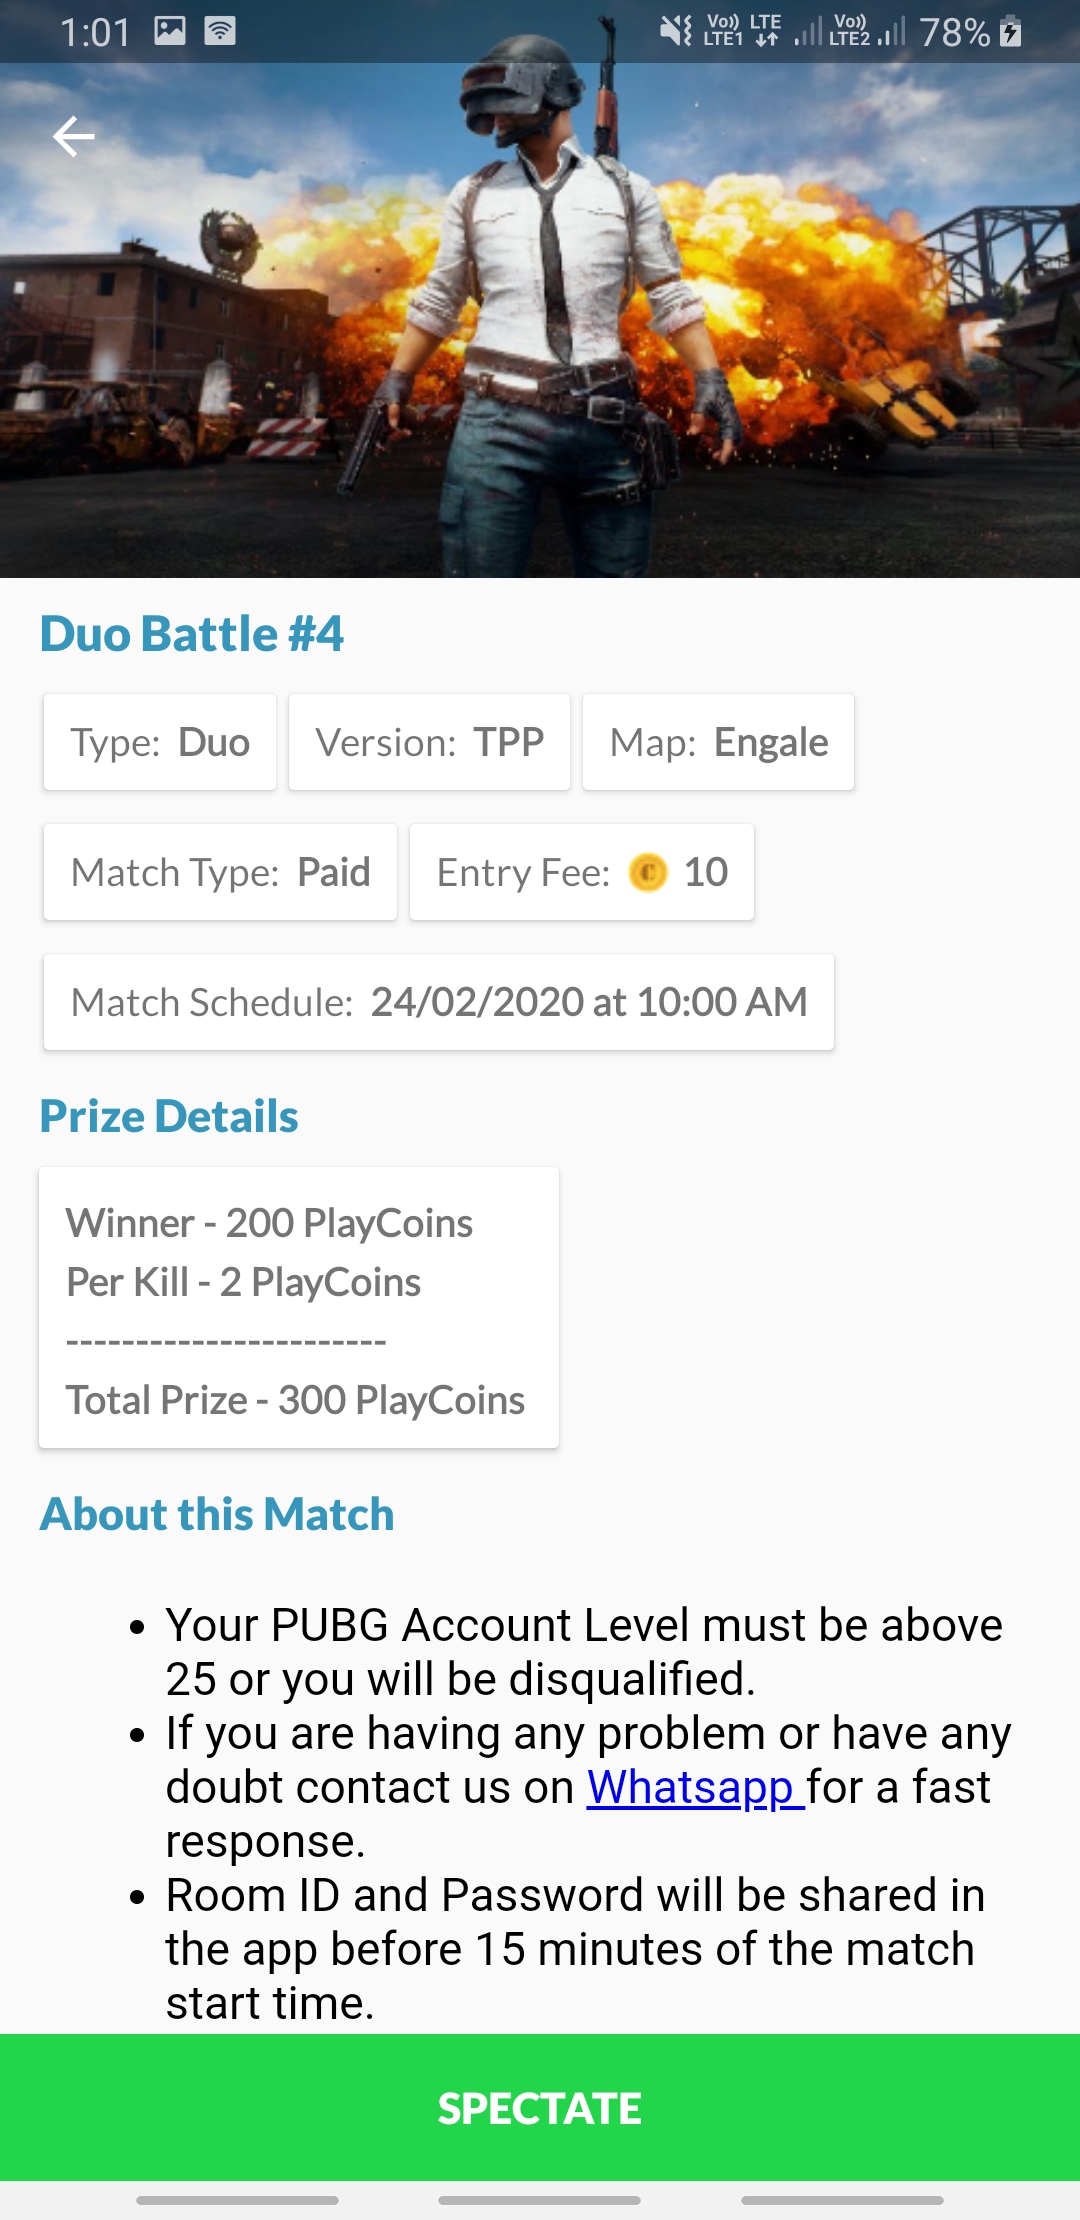 1:01 Vo)) LTE1 LTE Vo)) LTE2 78%
Duo Battle #4
Type: Duo Version: TPP Map: Engale
Match Type: Paid Entry Fee: 10
Match Schedule: 24/02/2020 at 10:00 AM
Prize Details
Winner - 200 PlayCoins
Per Kill - 2 PlayCoins
-----------------------
Total Prize - 300 PlayCoins
About this Match
• Your PUBG Account Level must be above
25 or you will be disqualified.
• If you are having any problem or have any
doubt contact us on Whatsapp for a fast
response.
• Room ID and Password will be shared in
the app before 15 minutes of the match
start time.
SPECTATE